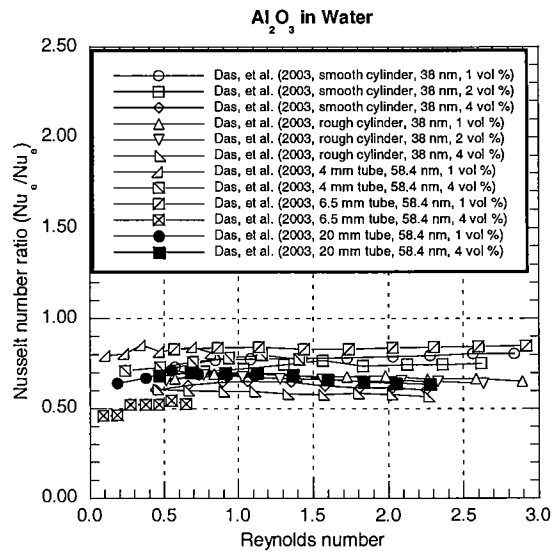 Al2O3 in Water
2.50
Das, et al. (2003, smooth cylinder, 38 nm, 1 vol %)
Das, et al. (2003, smooth cylinder, 38 nm, 2 vol %)
Das, et al. (2003, smooth cylinder, 38 nm, 4 vol %)
2.00
Das, et al. (2003, rough cylinder, 38 nm, 1 vol %)
Das, et al. (2003, rough cylinder, 38 nm, 2 vol %)
Das, et al. (2003, rough cylinder, 38 nm, 4 vol %)
Das, et al. (2003, 4 mm tube, 58.4 nm, 1 vol %)
Das, et al. (2003, 4 mm tube, 58.4 nm, 4 vol %)
1.50
Das, et al. (2003, 6.5 mm tube, 58.4 nm, 1 vol %)
Das, et al. (2003, 6.5 mm tube, 58.4 nm, 4 vol %)
Das, et al. (2003, 20 mm tube, 58.4 nm, 1 vol %)
Das, et al. (2003, 20 mm tube, 58.4 nm, 4 vol %)
Nusselt number ratio (Nu e/Nu e)
1.00
0.50
0.00
0.0 0.5 1.0 1.5 2.0 2.5 3.0
Reynolds number